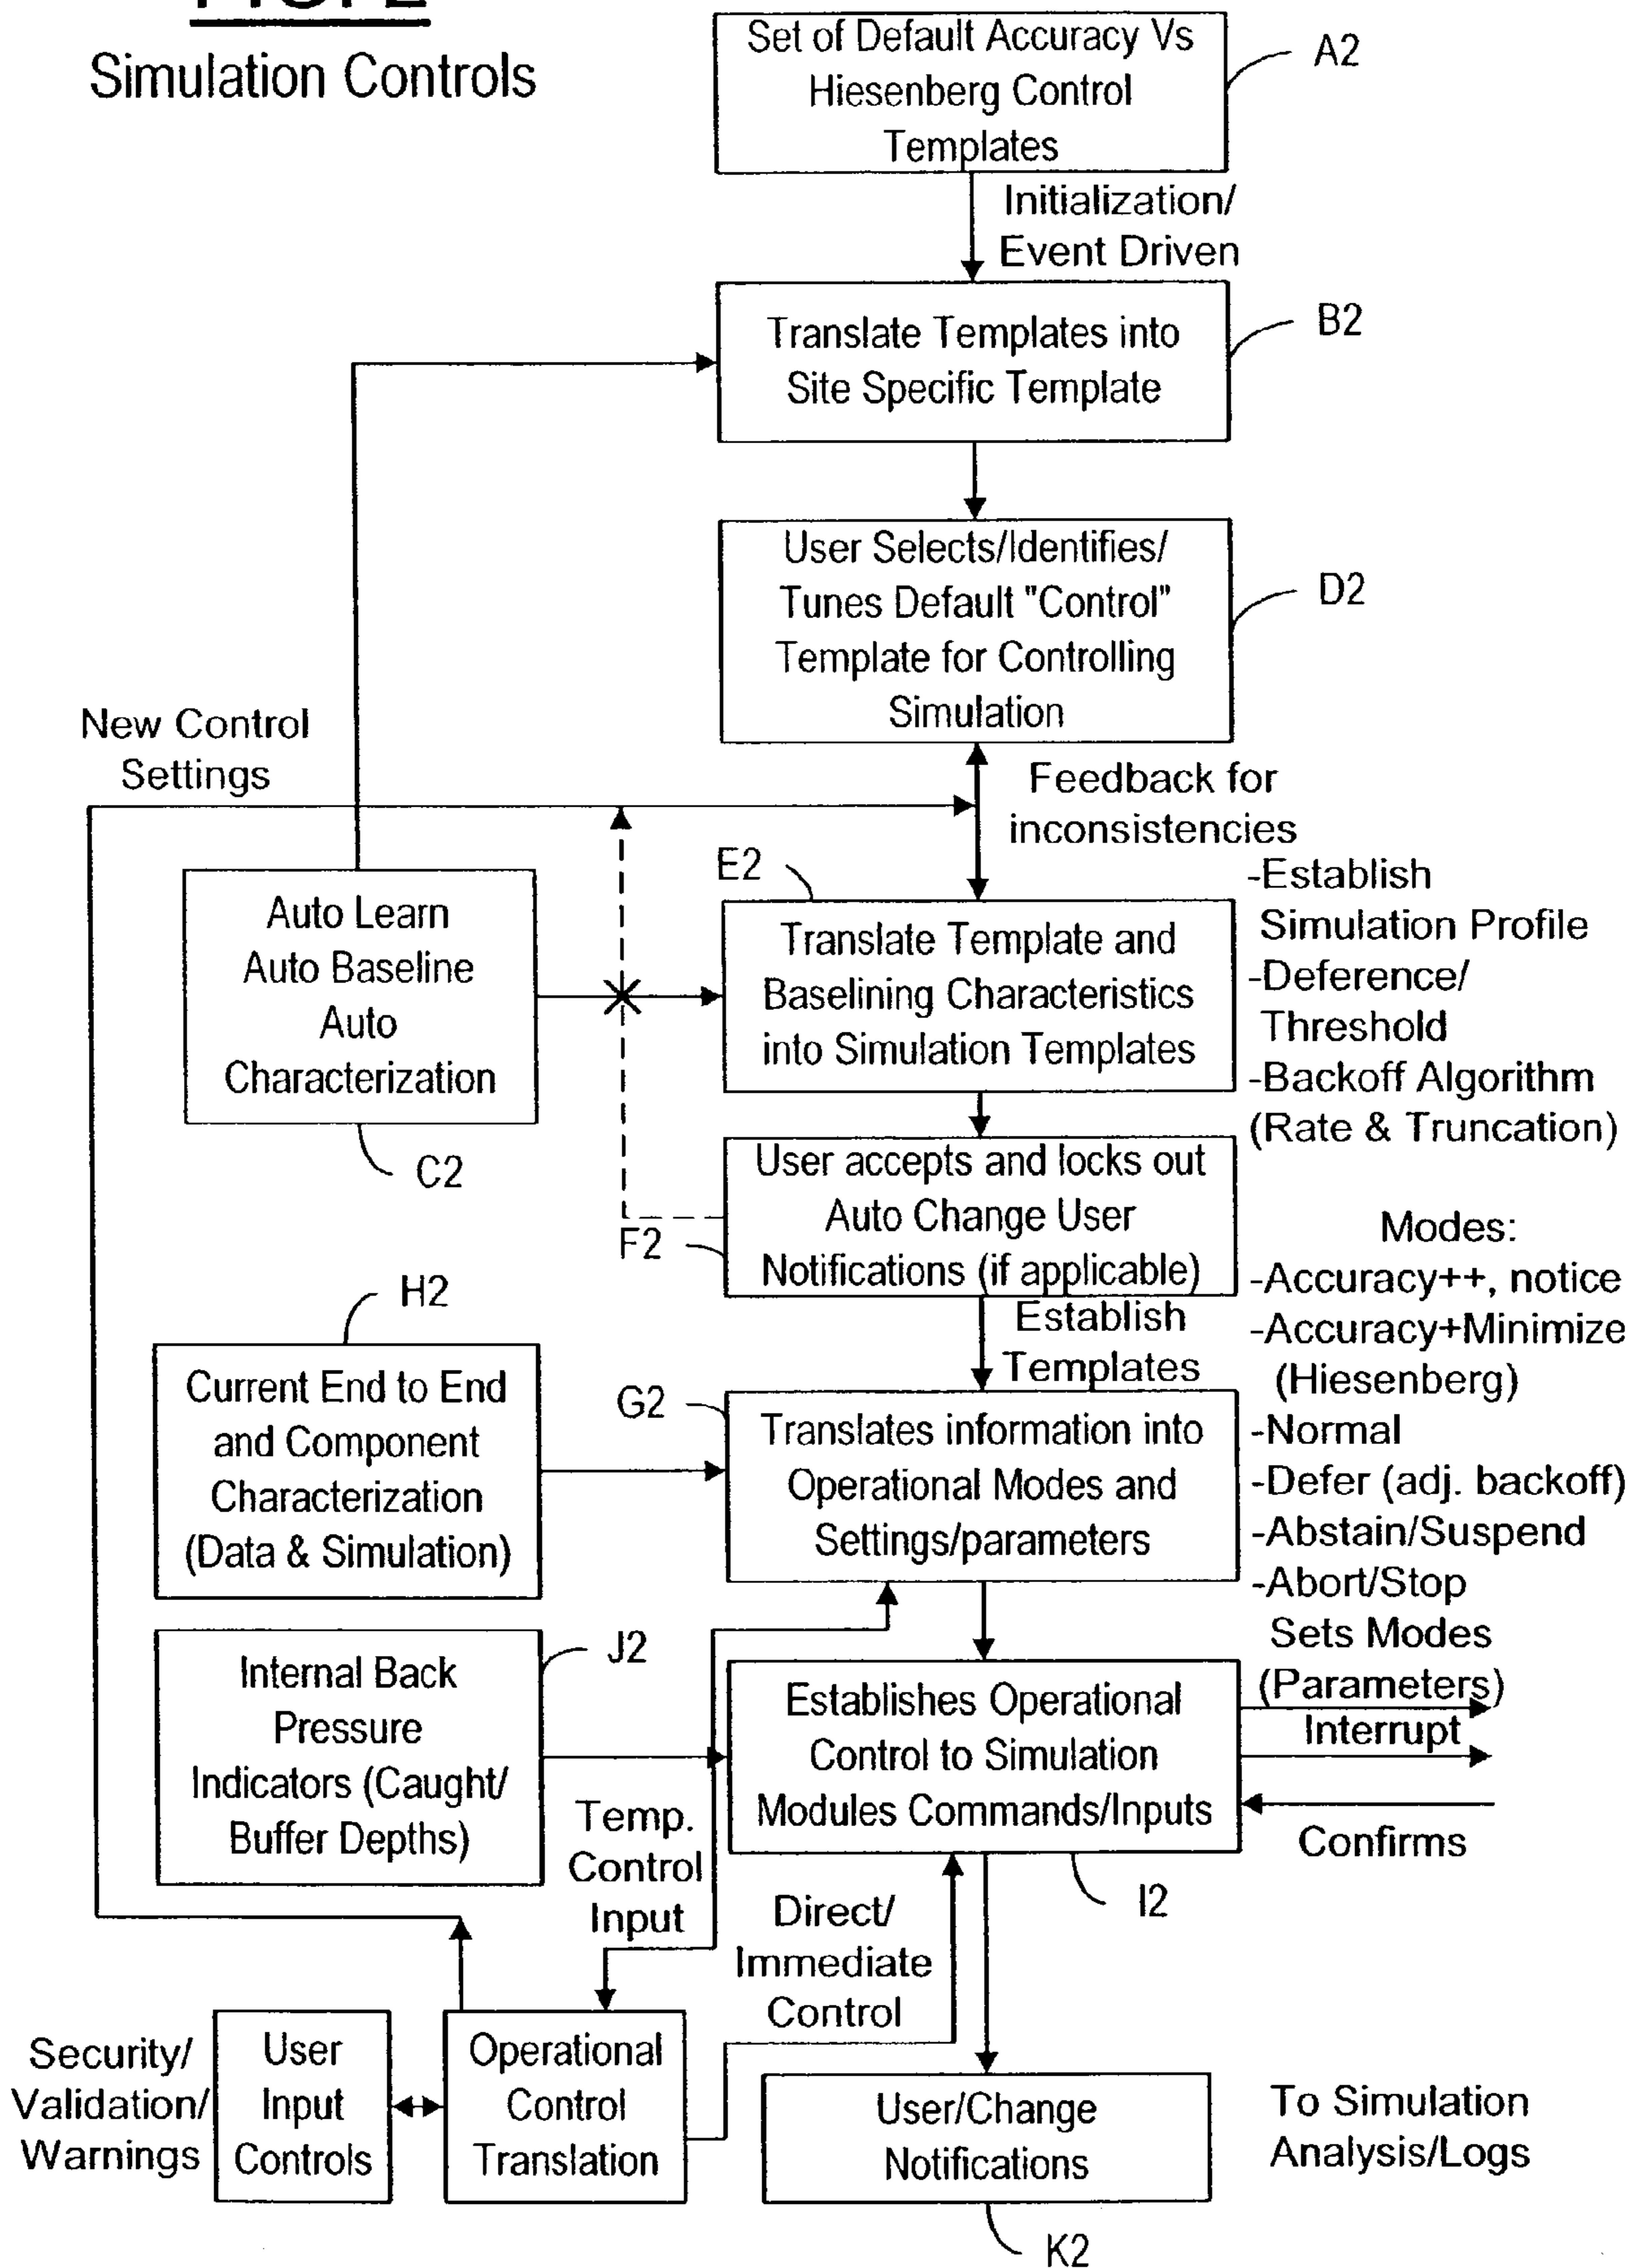 Simulation Controls
Set of Default Accuracy Vs
Hiesenberg Control
Templates
A2
Initialization/
Event Driven
Translate Templates into
Site Specific Template
B2
User Selects/Identifies/
Tunes Default "Control"
Template for Controlling
Simulation
D2
New Control
Settings
Feedback for
inconsistencies
Auto Learn
Auto Baseline
Auto
Characterization
C2
E2
Translate Template and
Baselining Characteristics
into Simulation Templates
-Establish
Simulation Profile
-Deference/
Threshold
-Backoff Algorithm
(Rate & Truncation)
User accepts and locks out
Auto Change User
Notifications (if applicable)
F2
Establish
Templates
Modes:
-Accuracy++, notice
-Accuracy+Minimize
(Hiesenberg)
-Normal
-Defer (adj. backoff)
-Abstain/Suspend
-Abort/Stop
H2
Current End to End
and Component
Characterization
(Data & Simulation)
G2
Translates information into
Operational Modes and
Settings/parameters
J2
Internal Back
Pressure
Indicators (Caught/
Buffer Depths)
Establishes Operational
Control to Simulation
Modules Commands/Inputs
I2
Sets Modes
(Parameters)
Interrupt
Confirms
Temp.
Control
Input
Direct/
Immediate
Control
Security/
Validation/
Warnings
User
Input
Controls
Operational
Control
Translation
User/Change
Notifications
K2
To Simulation
Analysis/Logs